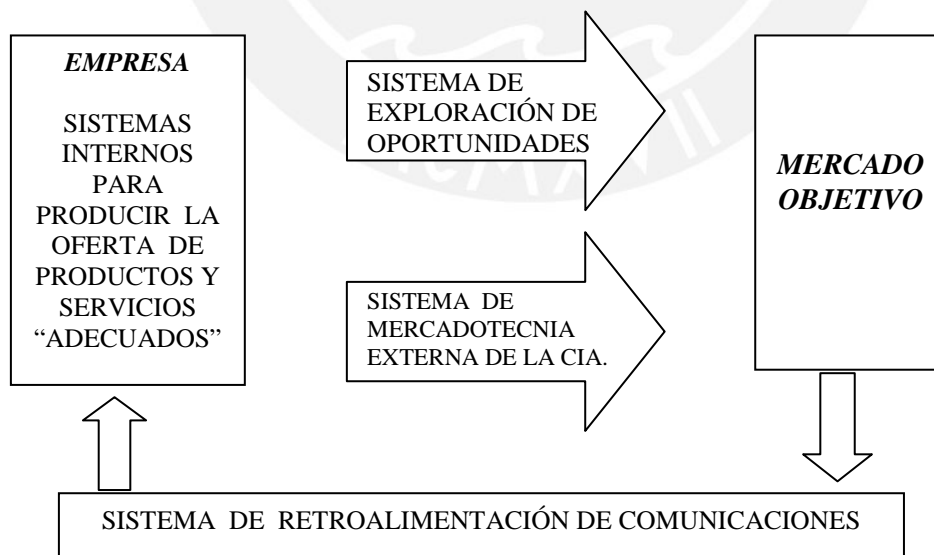 EMPRESA
SISTEMAS
INTERNOS
PARA
PRODUCIR LA
OFERTA DE
PRODUCTOS Y
SERVICIOS
“ADECUADOS”
SISTEMA DE
EXPLORACIÓN DE
OPORTUNIDADES
SISTEMA DE
MERCADOTECNIA
EXTERNA DE LA CIA.
MERCADO
OBJETIVO
SISTEMA DE RETROALIMENTACIÓN DE COMUNICACIONES